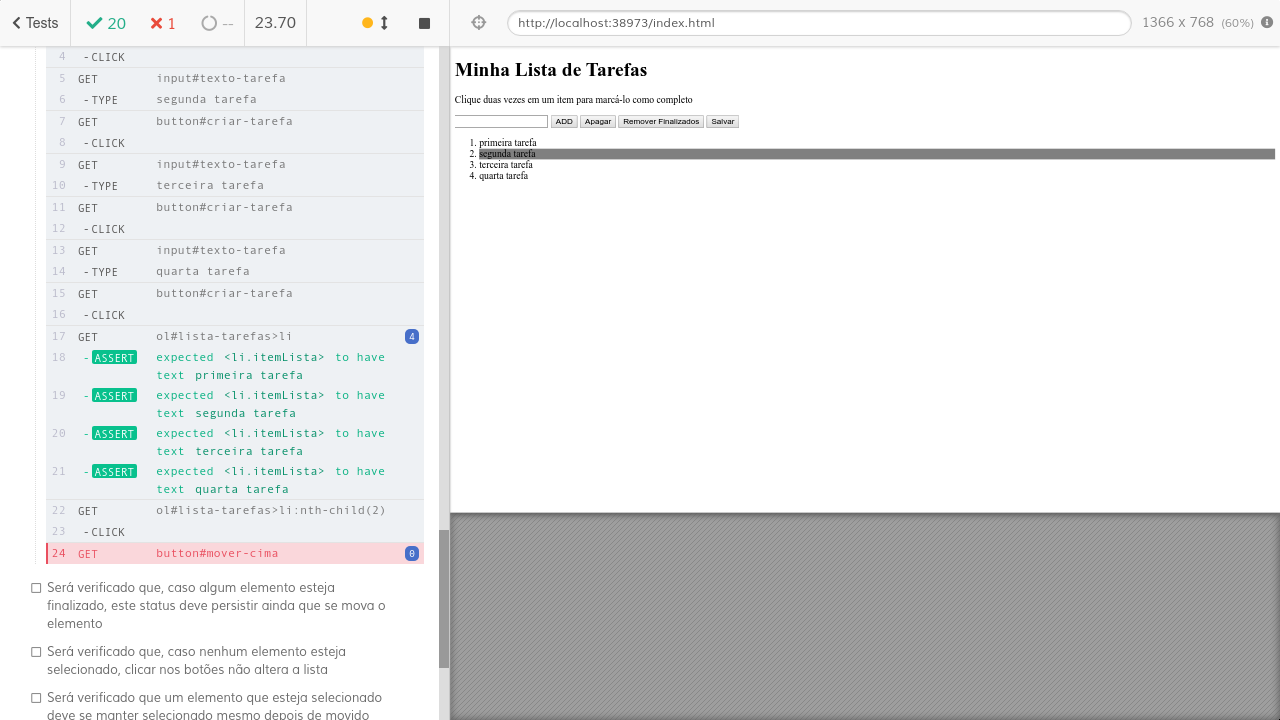 Tests
20
1
--
23.70
http://localhost:38973/index.html
1366 x 768 (60%)
4 - CLICK
5 GET input#texto-tarefa
6 - TYPE segunda tarefa
7 GET button#criar-tarefa
8 - CLICK
9 GET input#texto-tarefa
10 - TYPE terceira tarefa
11 GET button#criar-tarefa
12 - CLICK
13 GET input#texto-tarefa
14 - TYPE quarta tarefa
15 GET button#criar-tarefa
16 - CLICK
17 GET ol#lista-tarefas>li 4
18 - ASSERT expected <li.itemLista> to have
text primeira tarefa
19 - ASSERT expected <li.itemLista> to have
text segunda tarefa
20 - ASSERT expected <li.itemLista> to have
text terceira tarefa
21 - ASSERT expected <li.itemLista> to have
text quarta tarefa
22 GET ol#lista-tarefas>li:nth-child(2)
23 - CLICK
24 GET button#mover-cima 0
Será verificado que, caso algum elemento esteja
finalizado, este status deve persistir ainda que se mova o
elemento
Será verificado que, caso nenhum elemento esteja
selecionado, clicar nos botões não altera a lista
Será verificado que um elemento que esteja selecionado
deve se manter selecionado mesmo depois de movido
Minha Lista de Tarefas
Clique duas vezes em um item para marcá-lo como completo
ADD Apagar Remover Finalizados Salvar
1. primeira tarefa
2. segunda tarefa
3. terceira tarefa
4. quarta tarefa